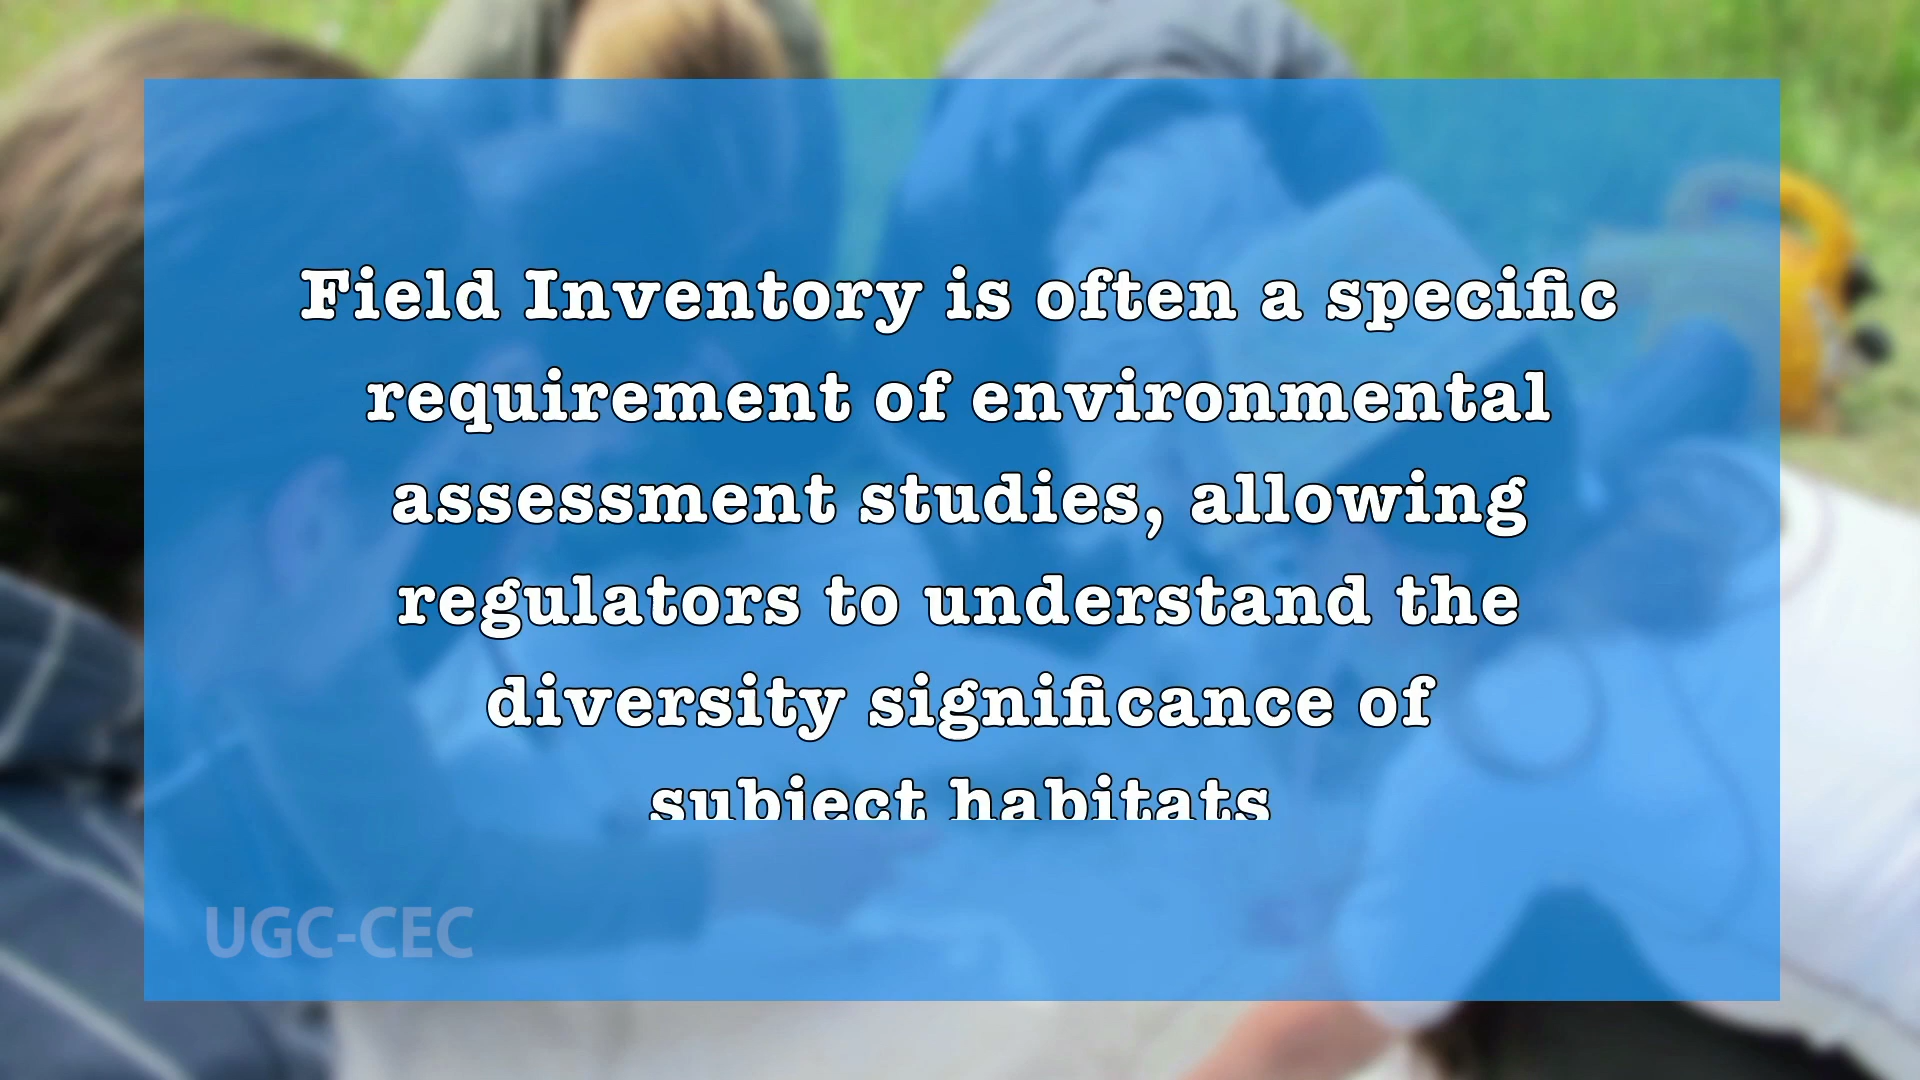 Field Inventory is often a specific
requirement of environmental
assessment studies, allowing
regulators to understand the
diversity significance of
subject habitats
UGC-CEC